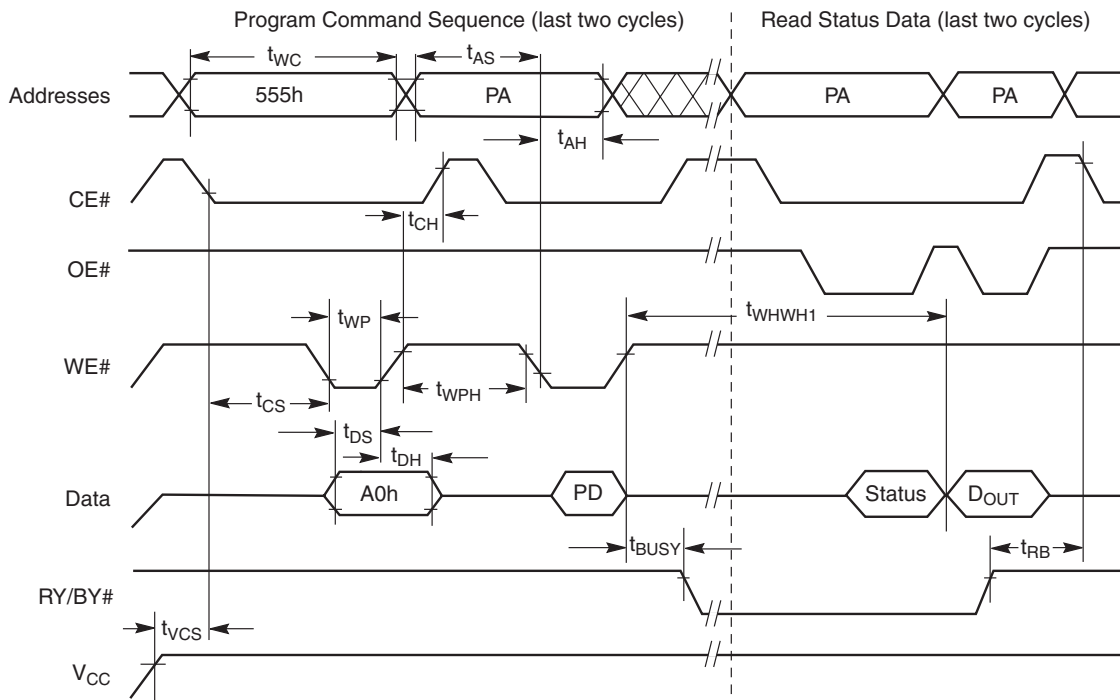 Program Command Sequence (last two cycles)
Read Status Data (last two cycles)
tWC
tAS
Addresses
555h
PA
PA
PA
tAH
CE#
tCH
OE#
tWP
tWHWH1
WE#
tCS
tWPH
tDS
tDH
Data
A0h
PD
Status
DOUT
tBUSY
tRB
RY/BY#
tVCS
VCC